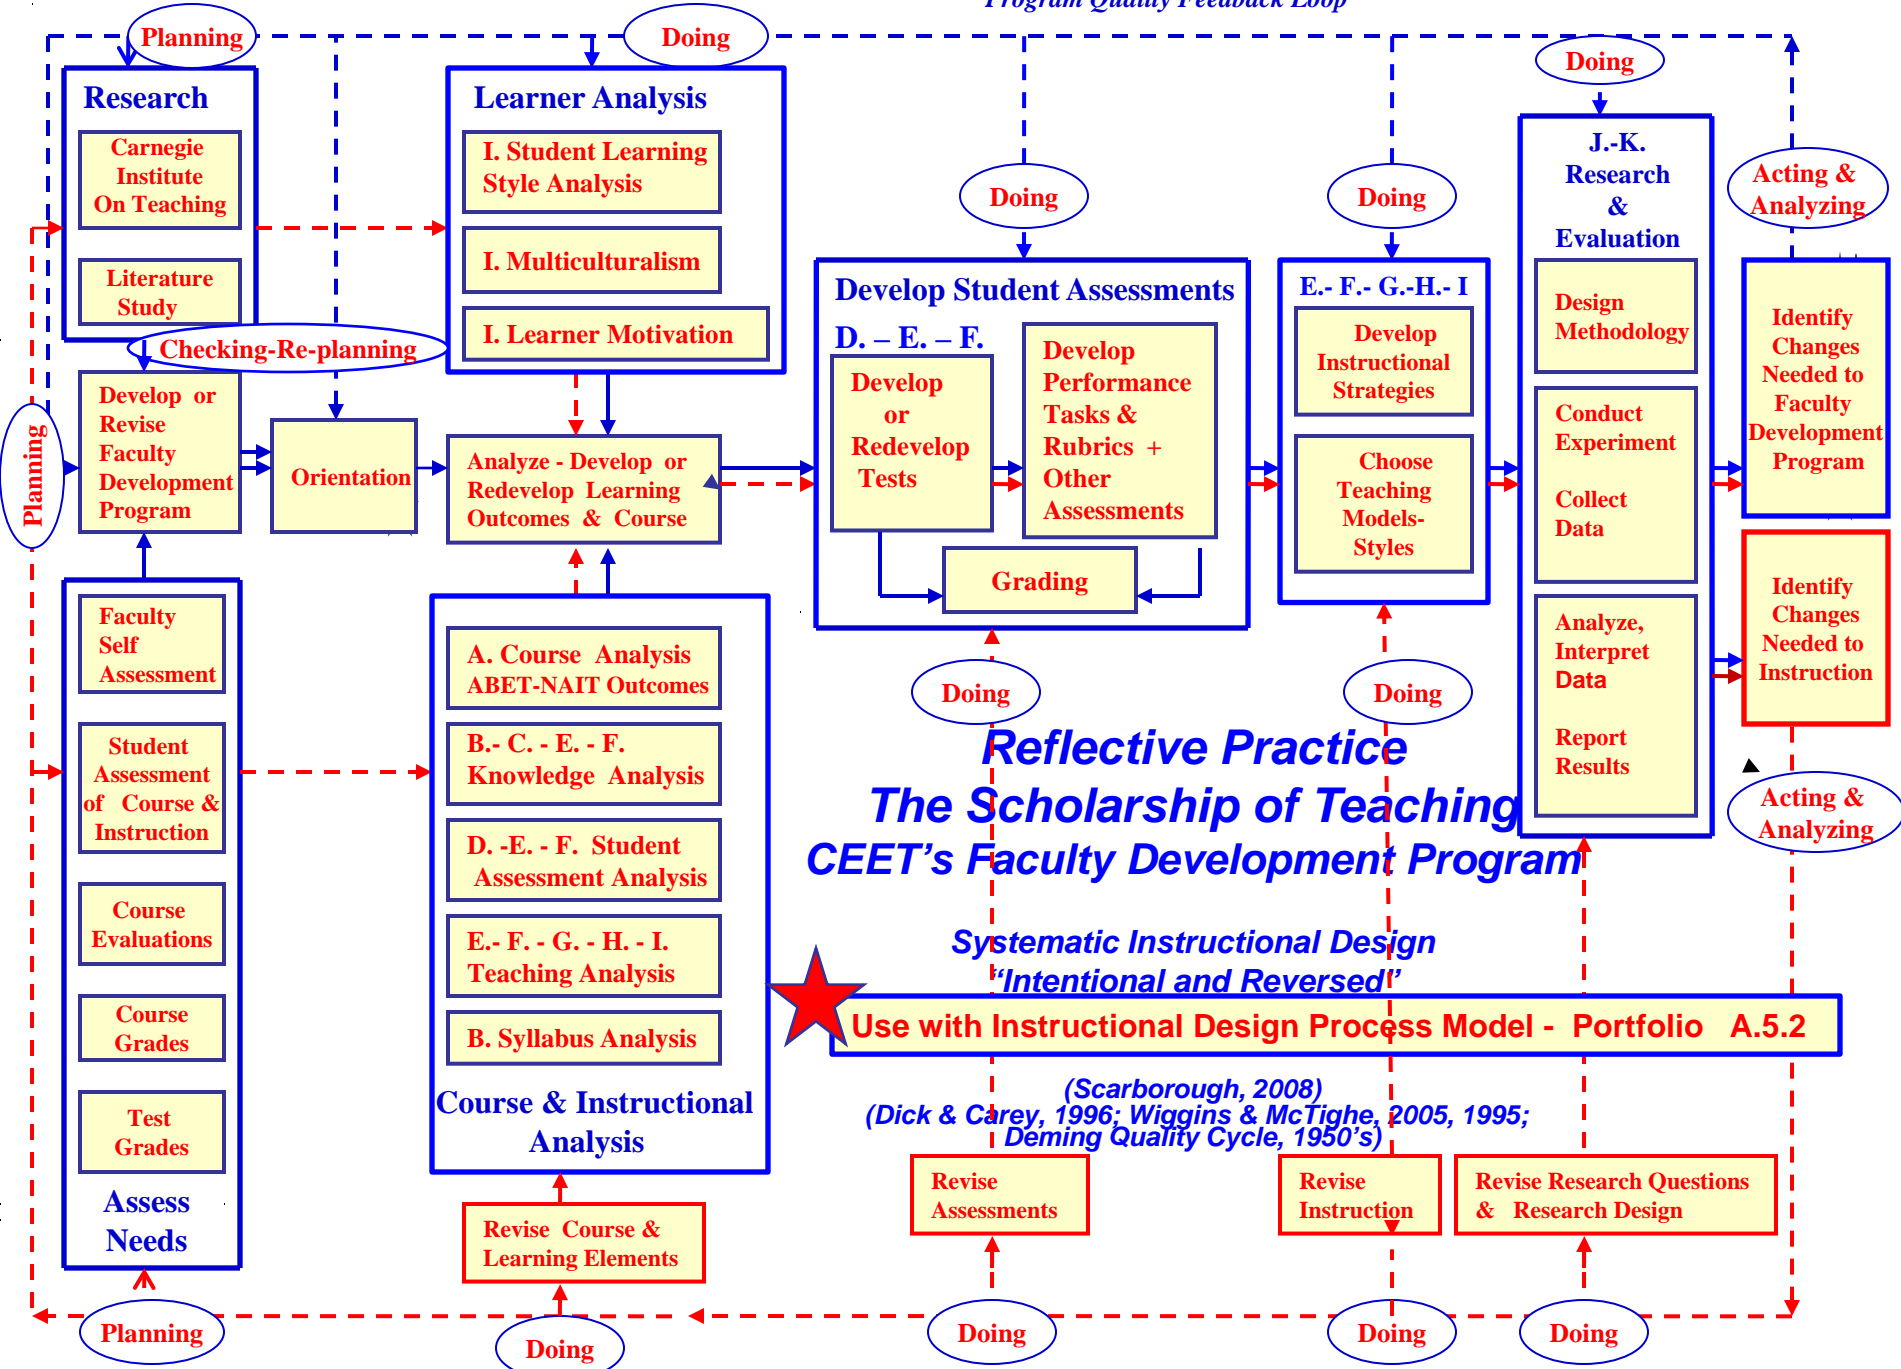 Program Quality Feedback Loop
Planning
Doing
Doing
Research
Carnegie
Institute
On Teaching
Literature
Study
Checking-Re-planning
Learner Analysis
I. Student Learning
Style Analysis
I. Multiculturalism
I. Learner Motivation
Doing
Doing
J.-K.
Research
&
Evaluation
Acting &
Analyzing
Planning
Develop or
Revise
Faculty
Development
Program
Orientation
Analyze - Develop or
Redevelop Learning
Outcomes & Course
Develop Student Assessments
D. – E. – F.
Develop
or
Redevelop
Tests
Develop
Performance
Tasks &
Rubrics +
Other
Assessments
Grading
E.- F.- G.-H.- I
Develop
Instructional
Strategies
Choose
Teaching
Models-
Styles
Design
Methodology
Conduct
Experiment
Collect
Data
Analyze,
Interpret
Data
Report
Results
Identify
Changes
Needed to
Faculty
Development
Program
Identify
Changes
Needed to
Instruction
Faculty
Self
Assessment
Student
Assessment
of Course &
Instruction
Course
Evaluations
Course
Grades
Test
Grades
Assess
Needs
A. Course Analysis
ABET-NAIT Outcomes
B.- C. - E. - F.
Knowledge Analysis
D. -E. - F. Student
Assessment Analysis
E.- F. - G. - H. - I.
Teaching Analysis
B. Syllabus Analysis
Course & Instructional
Analysis
Doing
Doing
Reflective Practice
The Scholarship of Teaching
CEET’s Faculty Development Program
Acting &
Analyzing
Systematic Instructional Design
“Intentional and Reversed”
Use with Instructional Design Process Model - Portfolio A.5.2
(Scarborough, 2008)
(Dick & Carey, 1996; Wiggins & McTighe, 2005, 1995;
Deming Quality Cycle, 1950’s)
Revise Course &
Learning Elements
Revise
Assessments
Revise
Instruction
Revise Research Questions
& Research Design
Planning
Doing
Doing
Doing
Doing